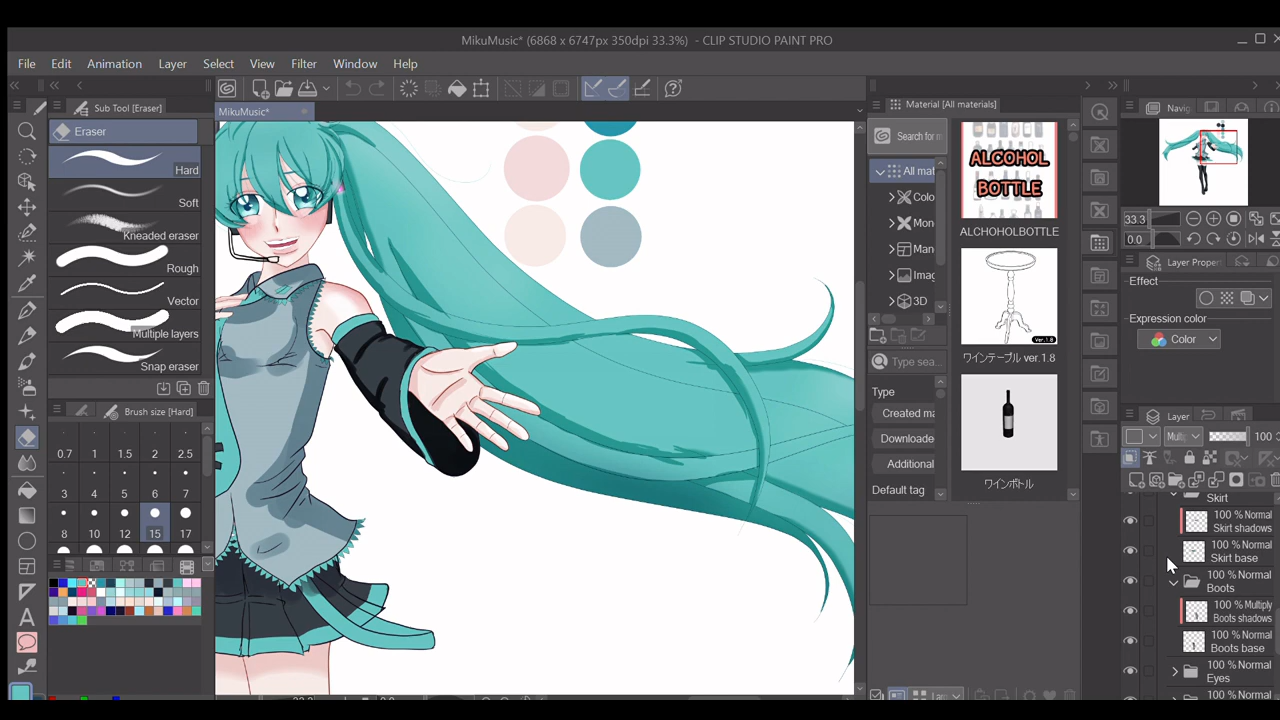 MikuMusic* (6868 x 6747px 350dpi 33.3%) - CLIP STUDIO PAINT PRO
File Edit Animation Layer Select View Filter Window Help
Sub Tool [Eraser]
MikuMusic*
Eraser
Hard
Soft
Kneaded eraser
Rough
Vector
Multiple layers
Snap eraser
Brush size [Hard]
0.7 1 1.5 2 2.5
3 4 5 6 7
8 10 12 15 17
Material [All materials]
Search for m
All mat
Colo
Mon
Man
Imag
3D
Type sea...
Type
Created ma
Downloade
Additional
Default tag
ALCOHOL
BOTTLE
ALCHOHOLBOTTLE
Ver.1.8
ワインテーブル ver.1.8
ワインボトル
Navig
33.3
0.0
Layer Proper
Effect
Expression color
Color
Layer
Multi
100
Skirt
100 % Normal
Skirt shadows
100 % Normal
Skirt base
100 % Normal
Boots
100 % Multiply
Boots shadows
100 % Normal
Boots base
100 % Normal
Eyes
100 % Normal